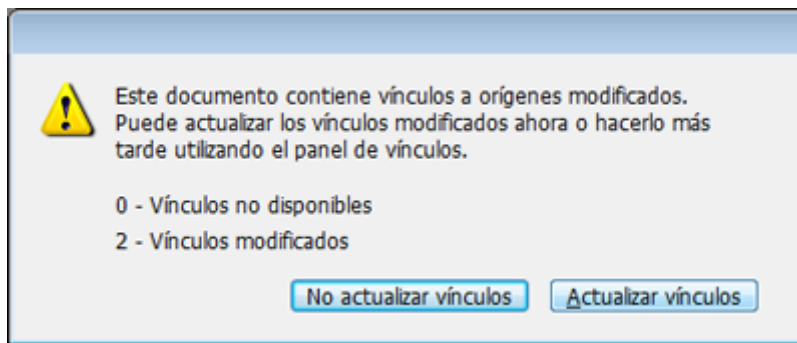 Este documento contiene vínculos a orígenes modificados.
Puede actualizar los vínculos modificados ahora o hacerlo más
tarde utilizando el panel de vínculos.
0 - Vínculos no disponibles
2 - Vínculos modificados
No actualizar vínculos
Actualizar vínculos